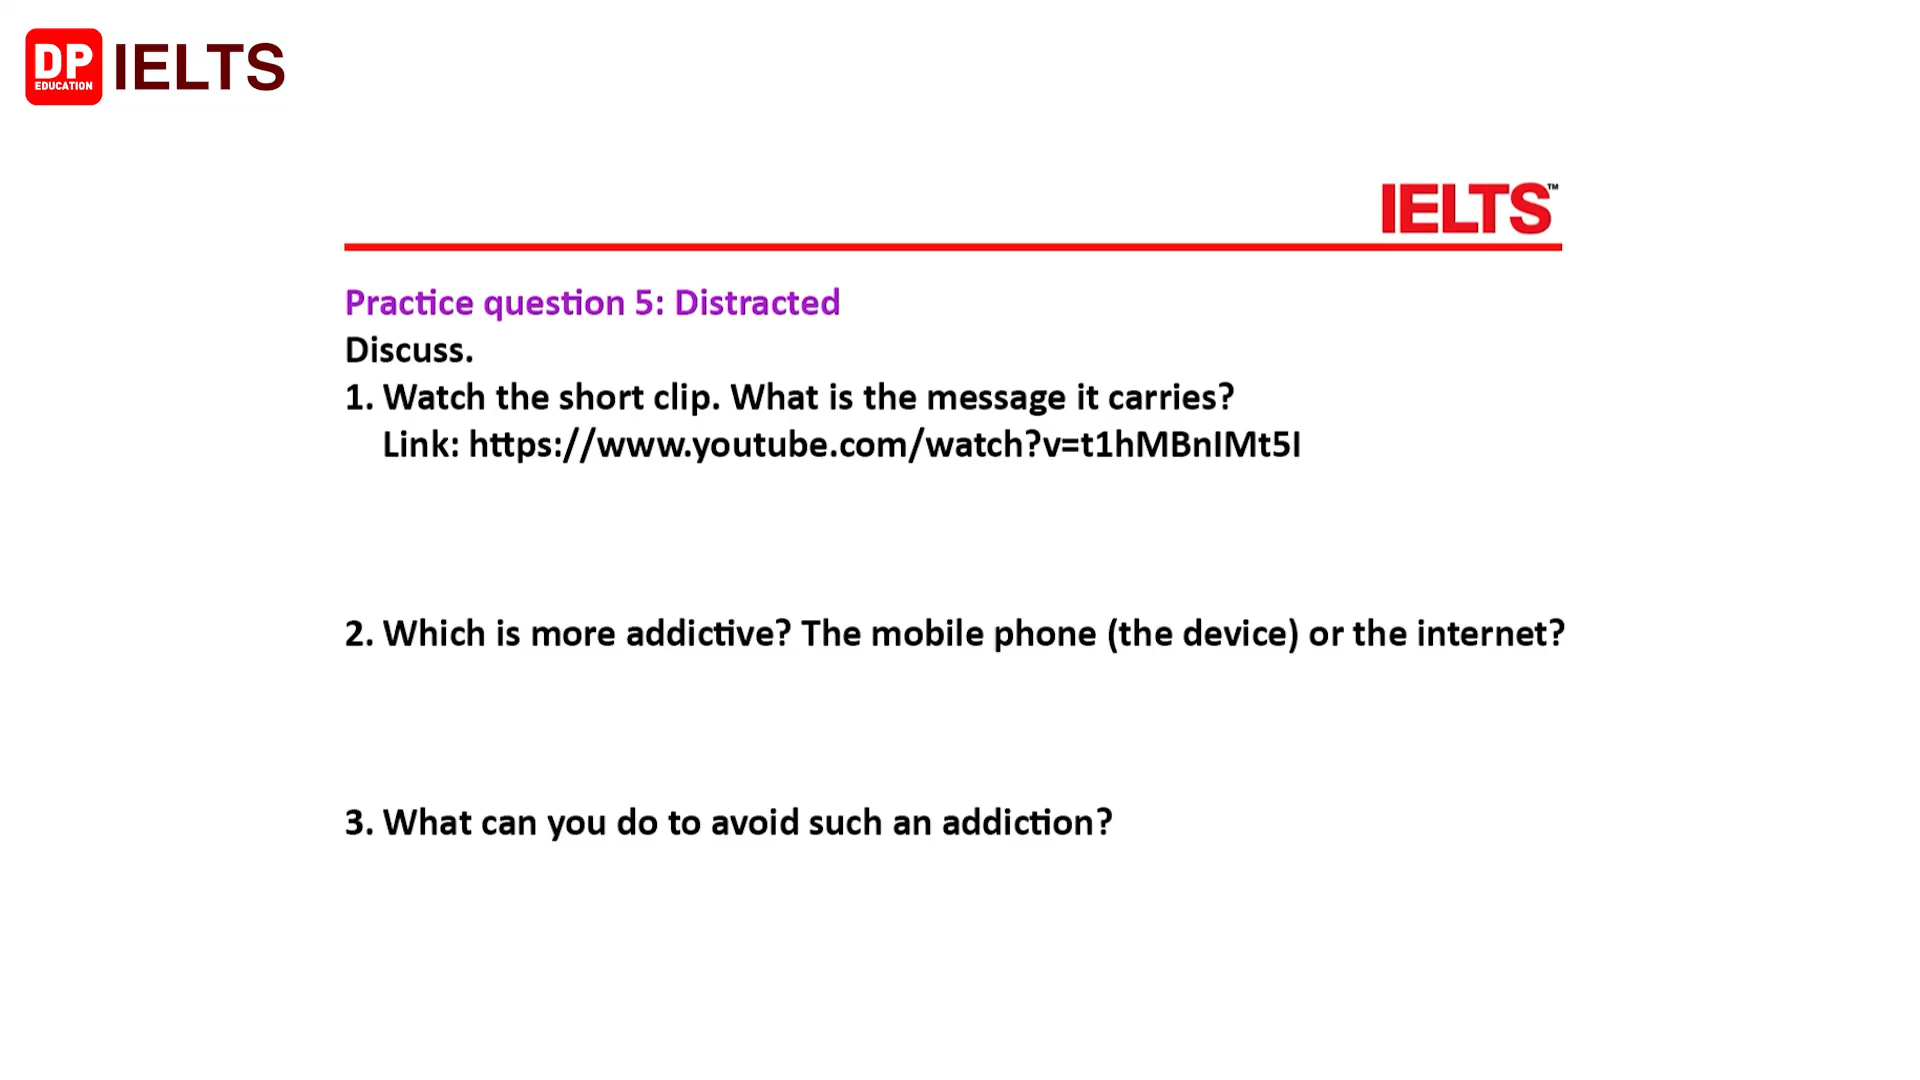 DP
EDUCATION
IELTS
IELTS™
Practice question 5: Distracted
Discuss.
1. Watch the short clip. What is the message it carries?
Link: https://www.youtube.com/watch?v=t1hMBnIMt5I
2. Which is more addictive? The mobile phone (the device) or the internet?
3. What can you do to avoid such an addiction?